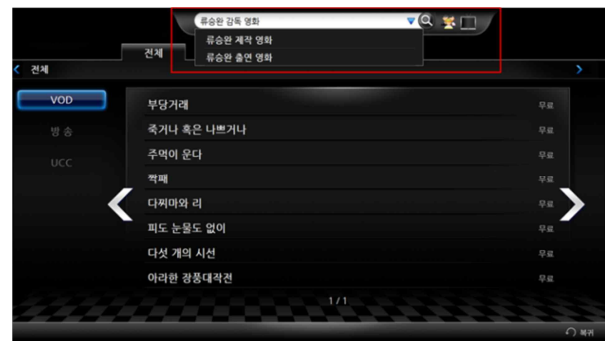 류승완 감독 영화
류승완 제작 영화
류승완 출연 영화
전체
전체
VOD
방송
UCC
부당거래 무료
죽거나 혹은 나쁘거나 무료
주먹이 운다 무료
짝패 무료
다찌마와 리 무료
피도 눈물도 없이 무료
다섯 개의 시선 무료
아라한 장풍대작전 무료
1 / 1
복귀